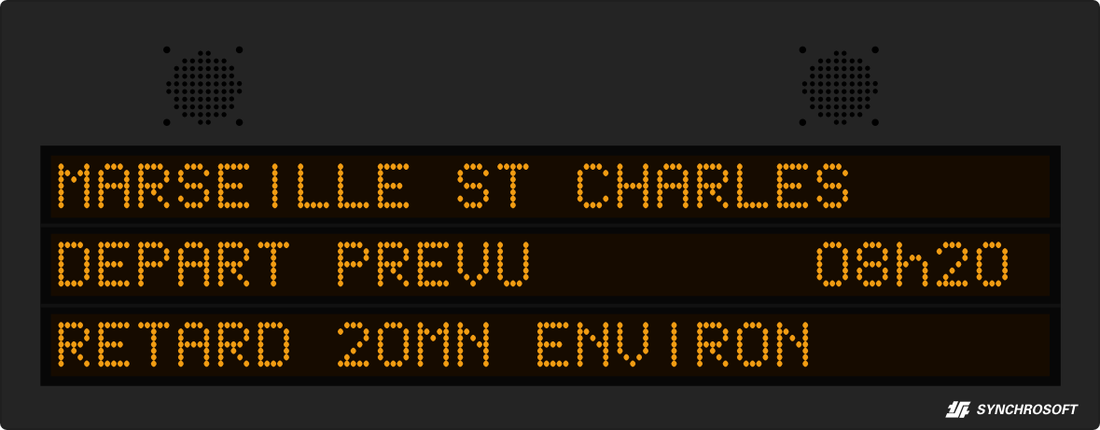 MARSEILLE ST CHARLES
DEPART PREVU 08h20
RETARD 20MN ENVIRON
SYNCHROSOFT